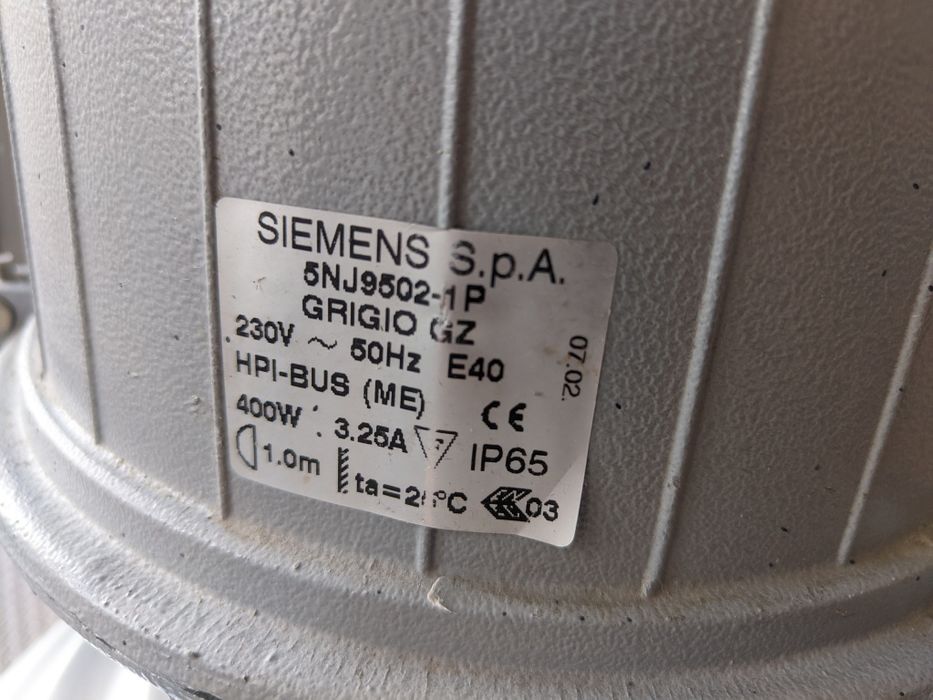 SIEMENS S.p.A.
5NJ9502-1P
GRIGIO GZ
230V ~ 50Hz E40
HPI-BUS (ME)
07.02.
CE
400W 3.25A F IP65
1.0m
03